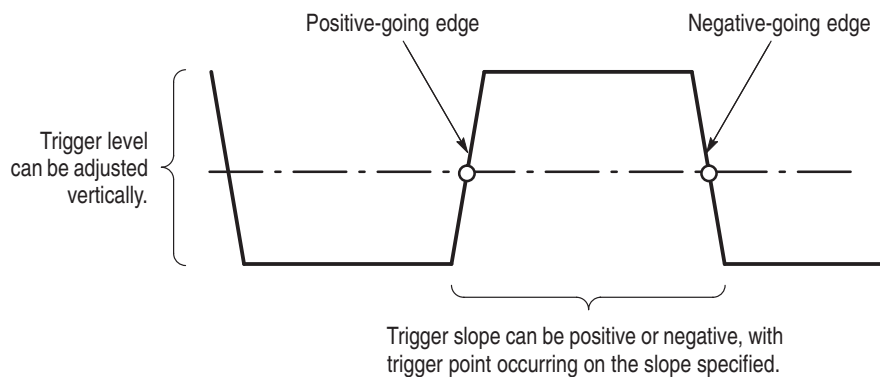 Positive-going edge
Negative-going edge
Trigger level
can be adjusted
vertically.
Trigger slope can be positive or negative, with
trigger point occurring on the slope specified.